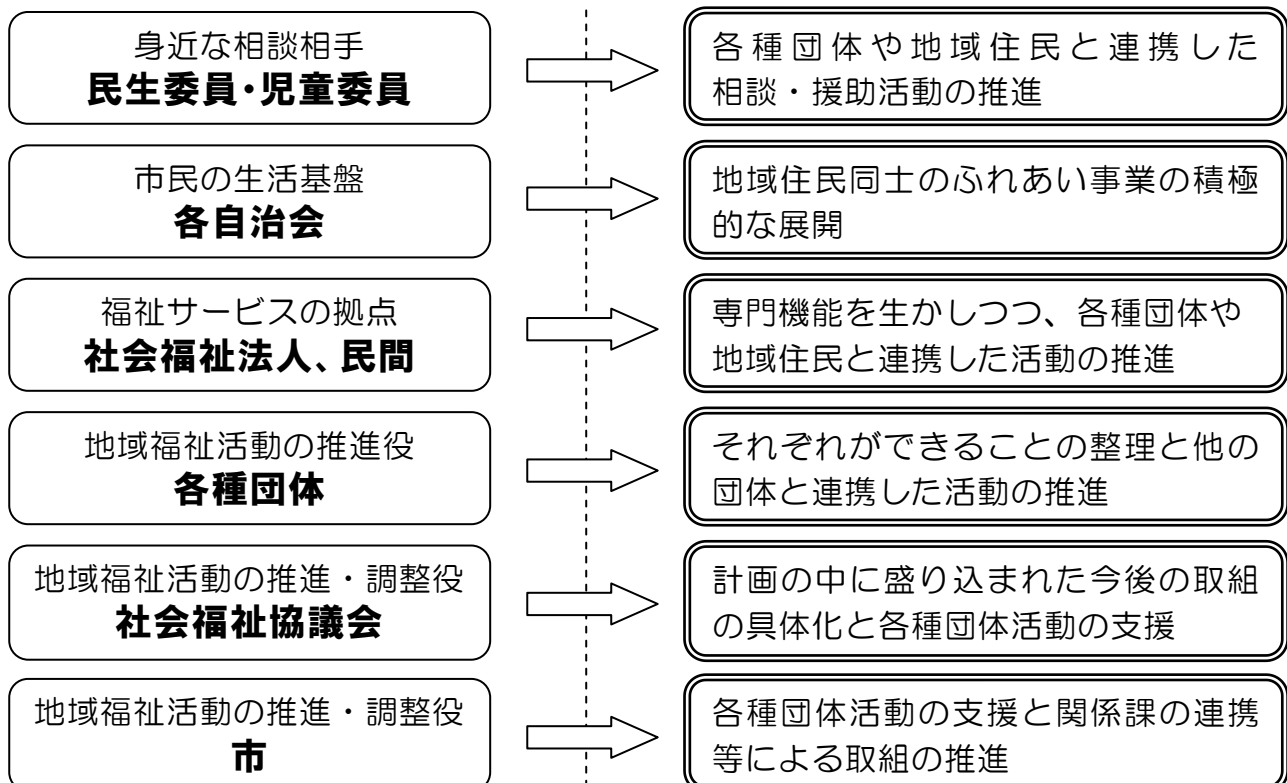 身近な相談相手
民生委員・児童委員
各種団体や地域住民と連携した
相談・援助活動の推進
市民の生活基盤
各自治会
地域住民同士のふれあい事業の積極
的な展開
福祉サービスの拠点
社会福祉法人、民間
専門機能を生かしつつ、各種団体や
地域住民と連携した活動の推進
地域福祉活動の推進役
各種団体
それぞれができることの整理と他の
団体と連携した活動の推進
地域福祉活動の推進・調整役
社会福祉協議会
計画の中に盛り込まれた今後の取組
の具体化と各種団体活動の支援
地域福祉活動の推進・調整役
市
各種団体活動の支援と関係課の連携
等による取組の推進